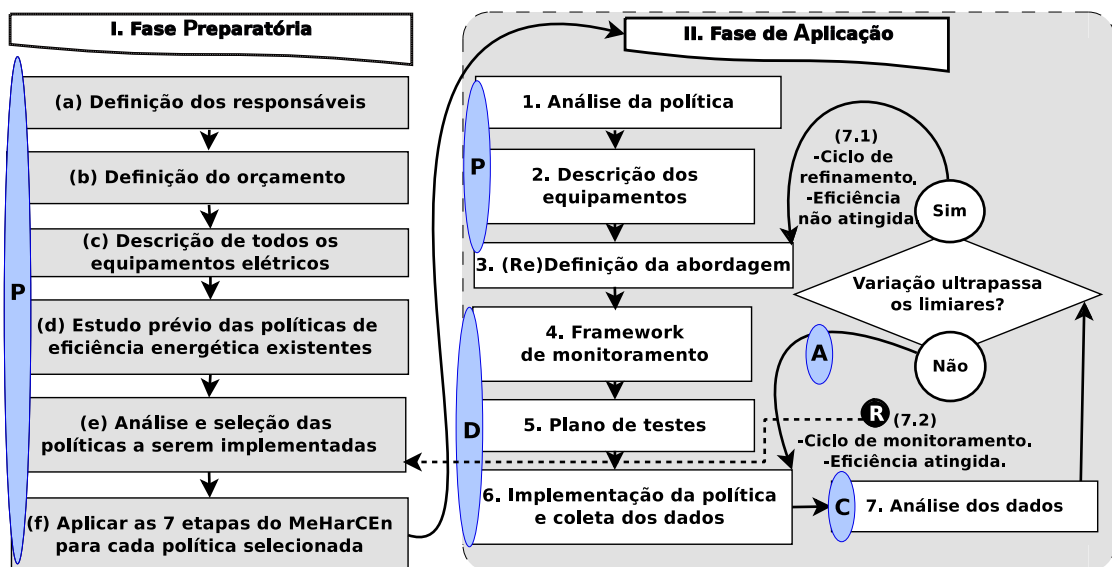 I. Fase Preparatória
P
(a) Definição dos responsáveis
(b) Definição do orçamento
(c) Descrição de todos os
equipamentos elétricos
(d) Estudo prévio das políticas de
eficiência energética existentes
(e) Análise e seleção das
políticas a serem implementadas
(f) Aplicar as 7 etapas do MeHarCEn
para cada política selecionada
II. Fase de Aplicação
P
1. Análise da política
2. Descrição dos
equipamentos
3. (Re)Definição da abordagem
D
4. Framework
de monitoramento
5. Plano de testes
6. Implementação da política
e coleta dos dados
C
7. Análise dos dados
Variação ultrapassa
os limiares?
Sim
(7.1)
-Ciclo de
refinamento.
-Eficiência
não atingida.
Não
A
R
(7.2)
-Ciclo de monitoramento.
-Eficiência atingida.